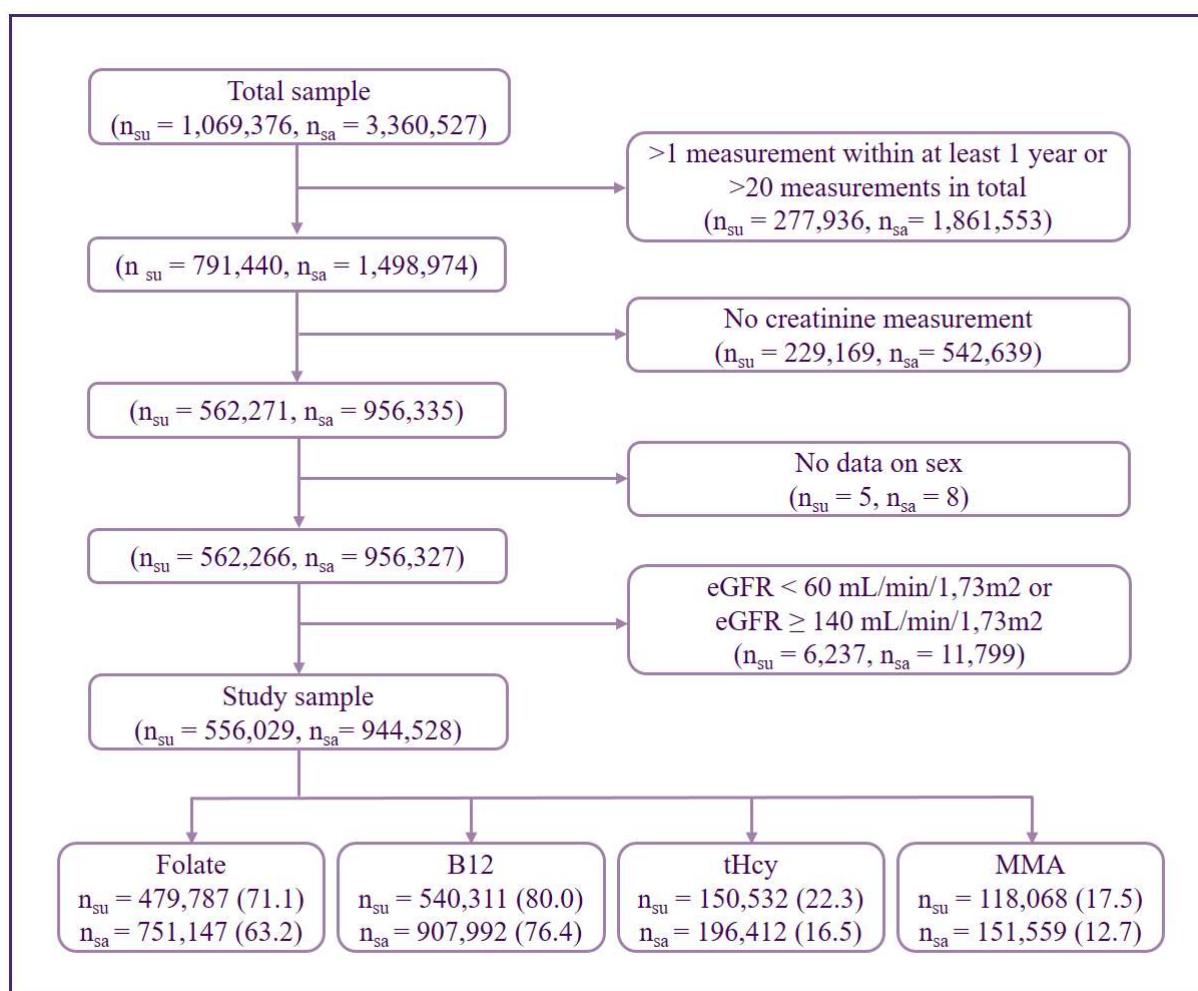 Total sample
(nsu = 1,069,376, nsa = 3,360,527)
>1 measurement within at least 1 year or
>20 measurements in total
(nsu = 277,936, nsa= 1,861,553)
(n su = 791,440, nsa = 1,498,974)
No creatinine measurement
(nsu = 229,169, nsa= 542,639)
(nsu = 562,271, nsa = 956,335)
No data on sex
(nsu = 5, nsa = 8)
(nsu = 562,266, nsa = 956,327)
eGFR < 60 mL/min/1,73m2 or
eGFR ≥ 140 mL/min/1,73m2
(nsu = 6,237, nsa = 11,799)
Study sample
(nsu = 556,029, nsa= 944,528)
Folate
nsu = 479,787 (71.1)
nsa = 751,147 (63.2)
B12
nsu = 540,311 (80.0)
nsa = 907,992 (76.4)
tHcy
nsu = 150,532 (22.3)
nsa = 196,412 (16.5)
MMA
nsu = 118,068 (17.5)
nsa = 151,559 (12.7)